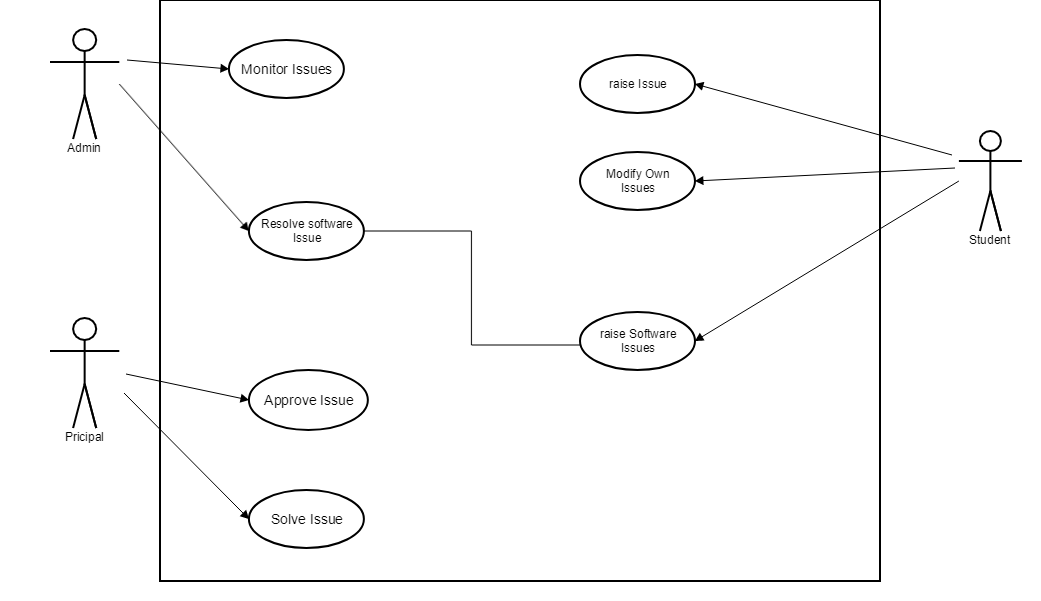 Monitor Issues
raise Issue
Admin
Modify Own
Issues
Resolve software
Issue
Student
raise Software
Issues
Approve Issue
Pricipal
Solve Issue